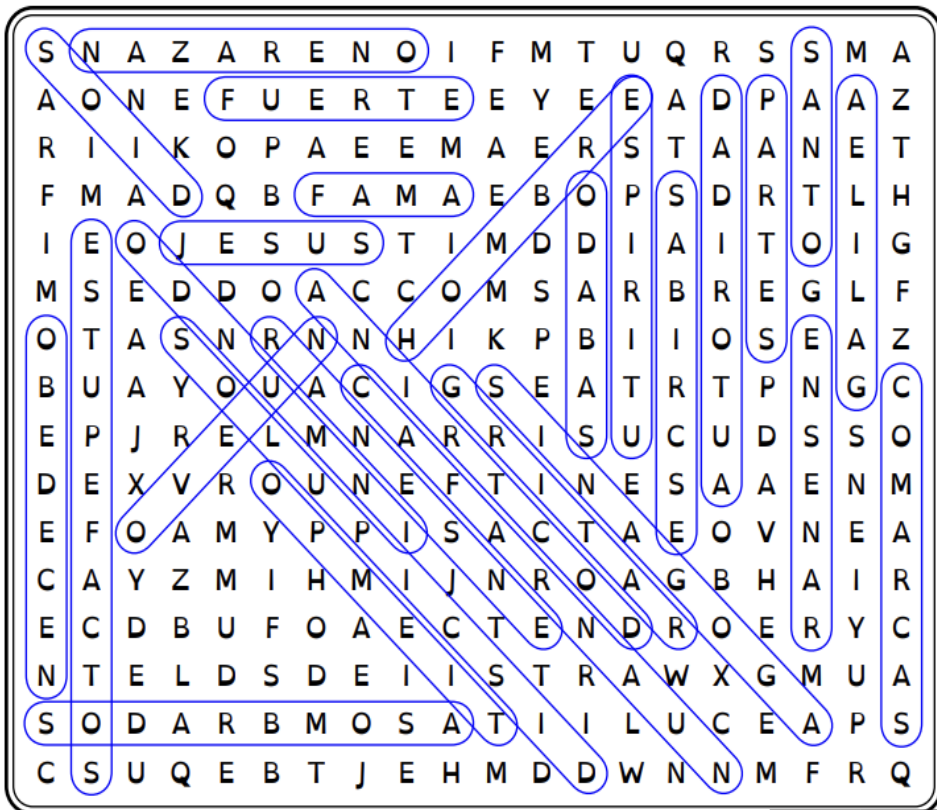 S N A Z A R E N O I F M T U Q R S S M A
A O N E F U E R T E E Y E E A D P A A Z
R I I K O P A E E M A E R S T A A N E T
F M A D Q B F A M A E B O P S D R T L H
I E O J E S U S T I M D D I A I T O I G
M S E D D O A C C O M S A R B R E G L F
O T A S N R N N H I K P B I I O S E A Z
B U A Y O U A C I G S E A T R T P N G C
E P J R E L M N A R R I S U C U D S S O
D E X V R O U N E F T I N E S A A E N M
E F O A M Y P P I S A C T A E O V N E A
C A Y Z M I H M I J N R O A G B H A I R
E C D B U F O A E C T E N D R O E R Y C
N T E L D S D E I I S T R A W X G M U A
S O D A R B M O S A T I I L U C E A P S
C S U Q E B T J E H M D D W N N M F R Q